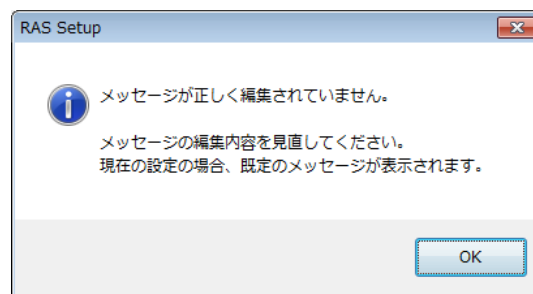 RAS Setup
メッセージが正しく編集されていません。
メッセージの編集内容を見直してください。
現在の設定の場合、既定のメッセージが表示されます。
OK